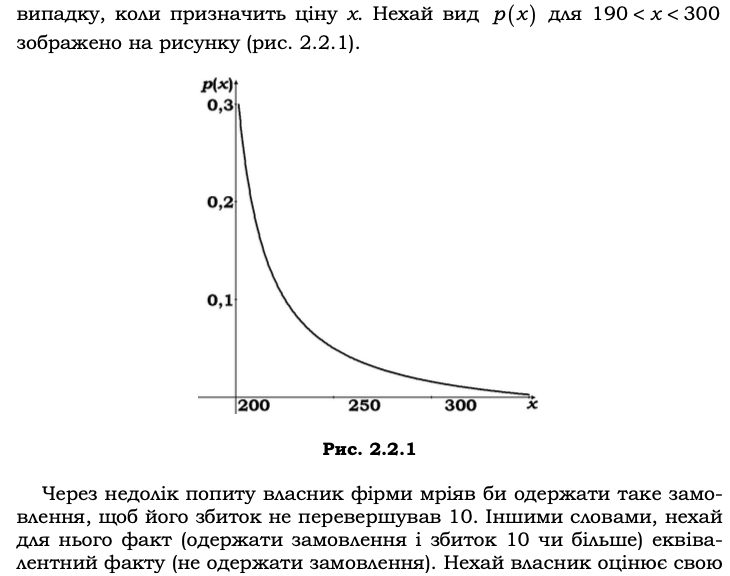 випадку, коли призначить ціну x. Нехай вид p(x) для 190 < x < 300
зображено на рисунку (рис. 2.2.1).
p(x)
0,3
0,2
0,1
200 250 300 x
Рис. 2.2.1
Через недолік попиту власник фірми мріяв би одержати таке замо-
влення, щоб його збиток не перевершував 10. Іншими словами, нехай
для нього факт (одержати замовлення і збиток 10 чи більше) еквіва-
лентний факту (не одержати замовлення). Нехай власник оцінює свою